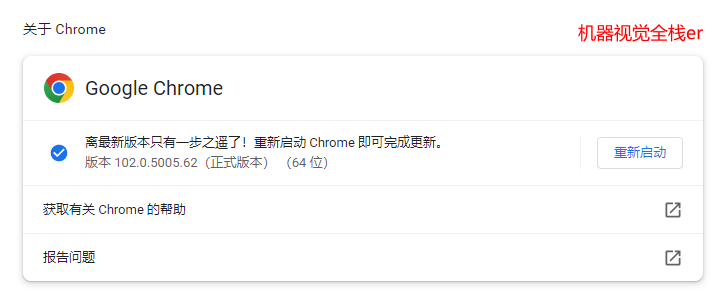 关于 Chrome
机器视觉全栈er
Google Chrome
离最新版本只有一步之遥了！重新启动 Chrome 即可完成更新。
版本 102.0.5005.62（正式版本） （64 位）
重新启动
获取有关 Chrome 的帮助
报告问题